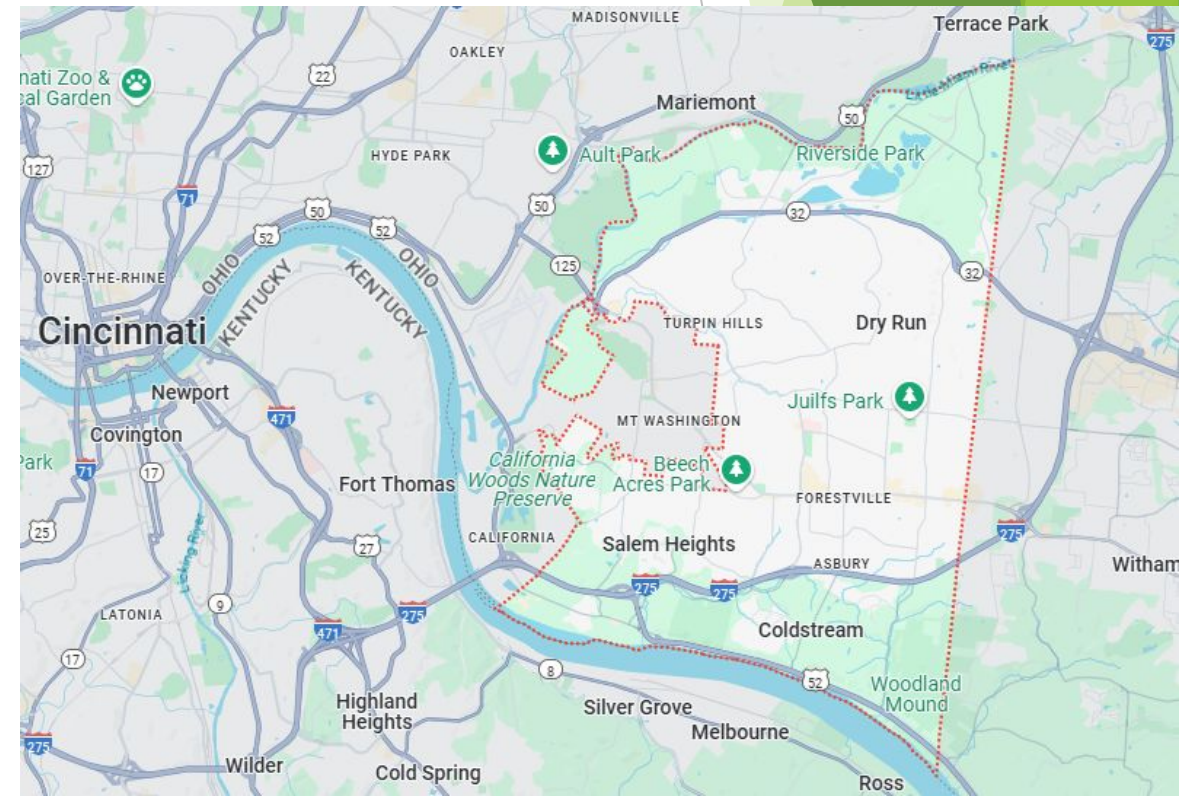 MADISONVILLE
Terrace Park
275
OAKLEY
nati Zoo &
cal Garden
22
Little Miami River
Mariemont
50
127
HYDE PARK
Ault Park
Riverside Park
71
50
50
32
52
52
OHIO
OHIO
KENTUCKY
KENTUCKY
125
32
OVER-THE-RHINE
Cincinnati
TURPIN HILLS
Dry Run
Newport
471
Juilfs Park
Covington
MT WASHINGTON
Park
71
17
California
Woods Nature
Preserve
Beech
Acres Park
Fort Thomas
FORESTVILLE
25
27
CALIFORNIA
Salem Heights
275
ASBURY
Witham
Licking River
275
275
LATONIA
9
471
275
Coldstream
17
8
52
Woodland
Mound
Highland
Heights
Silver Grove
Melbourne
275
Wilder
Cold Spring
Ross